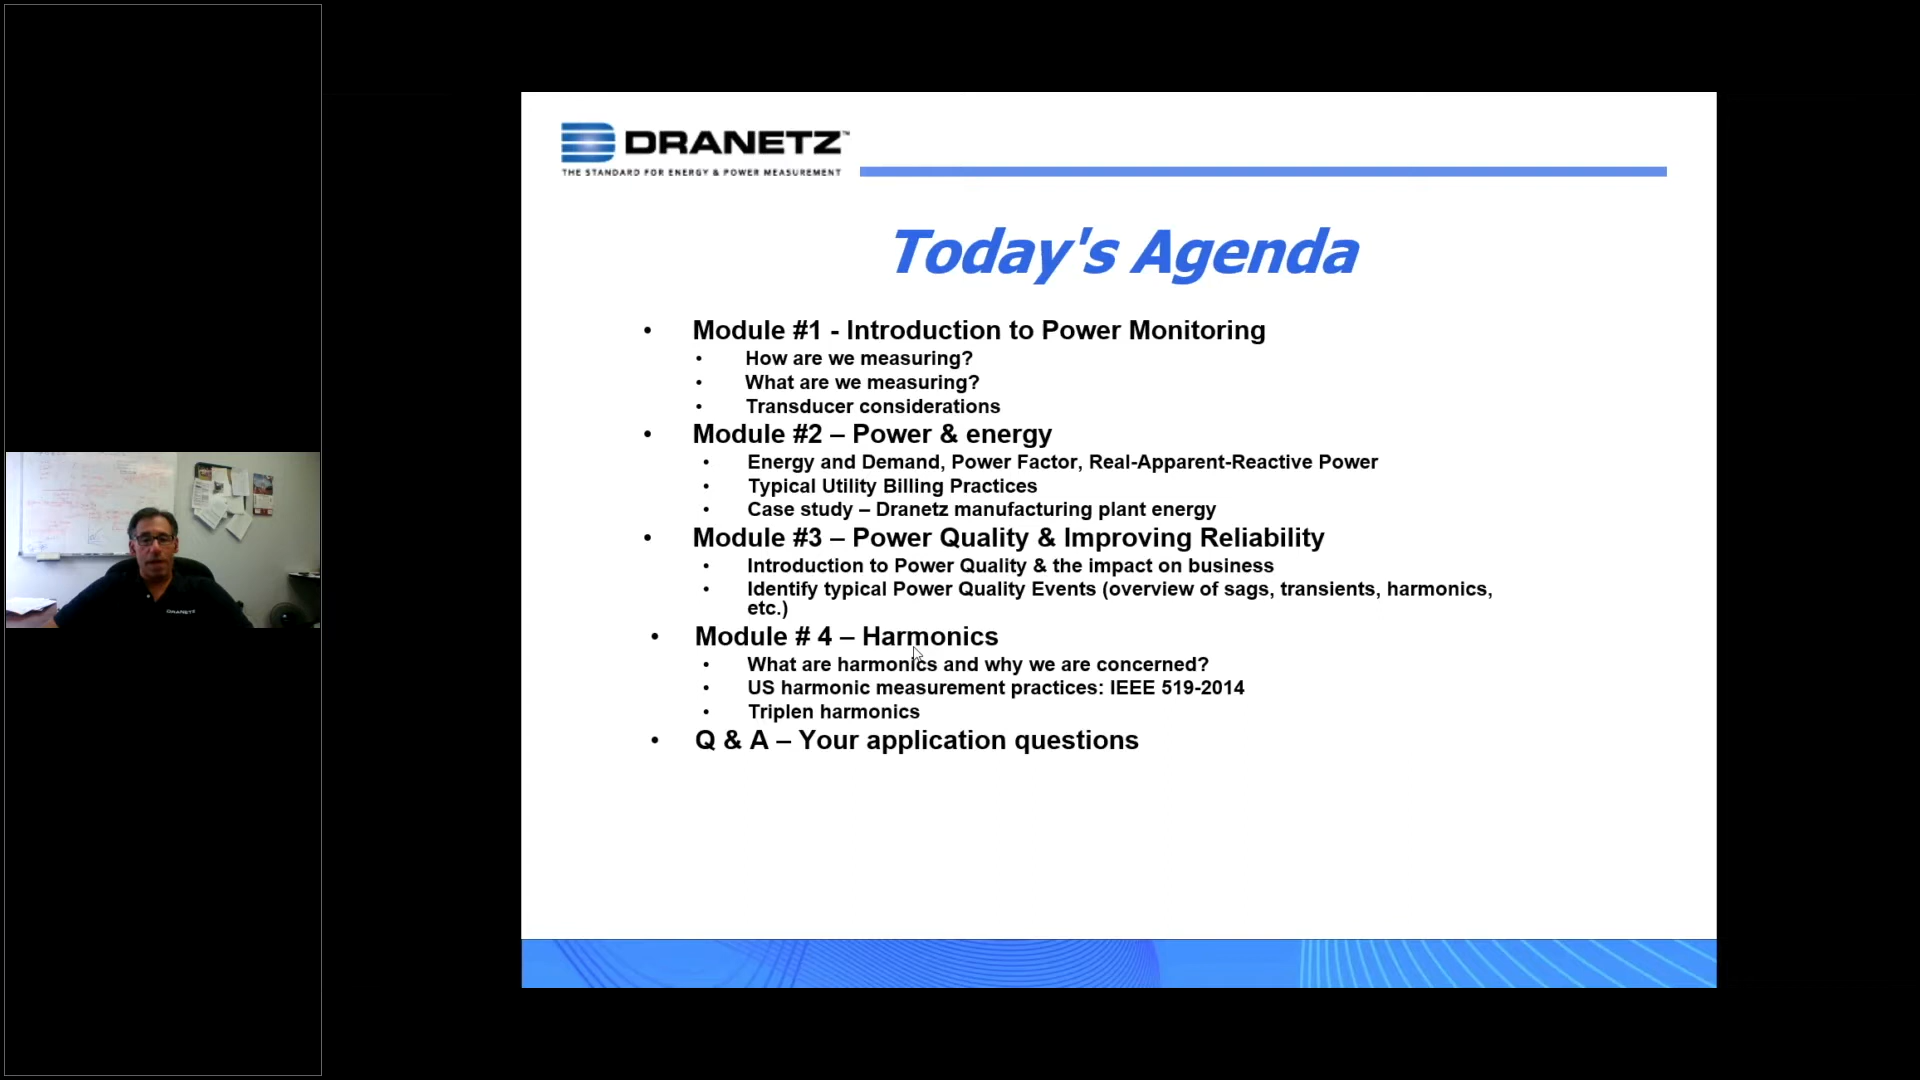 DRANETZ™
THE STANDARD FOR ENERGY & POWER MEASUREMENT
Today's Agenda
• Module #1 - Introduction to Power Monitoring
• How are we measuring?
• What are we measuring?
• Transducer considerations
• Module #2 – Power & energy
• Energy and Demand, Power Factor, Real-Apparent-Reactive Power
• Typical Utility Billing Practices
• Case study – Dranetz manufacturing plant energy
• Module #3 – Power Quality & Improving Reliability
• Introduction to Power Quality & the impact on business
• Identify typical Power Quality Events (overview of sags, transients, harmonics,
etc.)
• Module # 4 – Harmonics
• What are harmonics and why we are concerned?
• US harmonic measurement practices: IEEE 519-2014
• Triplen harmonics
• Q & A – Your application questions
DRANETZ